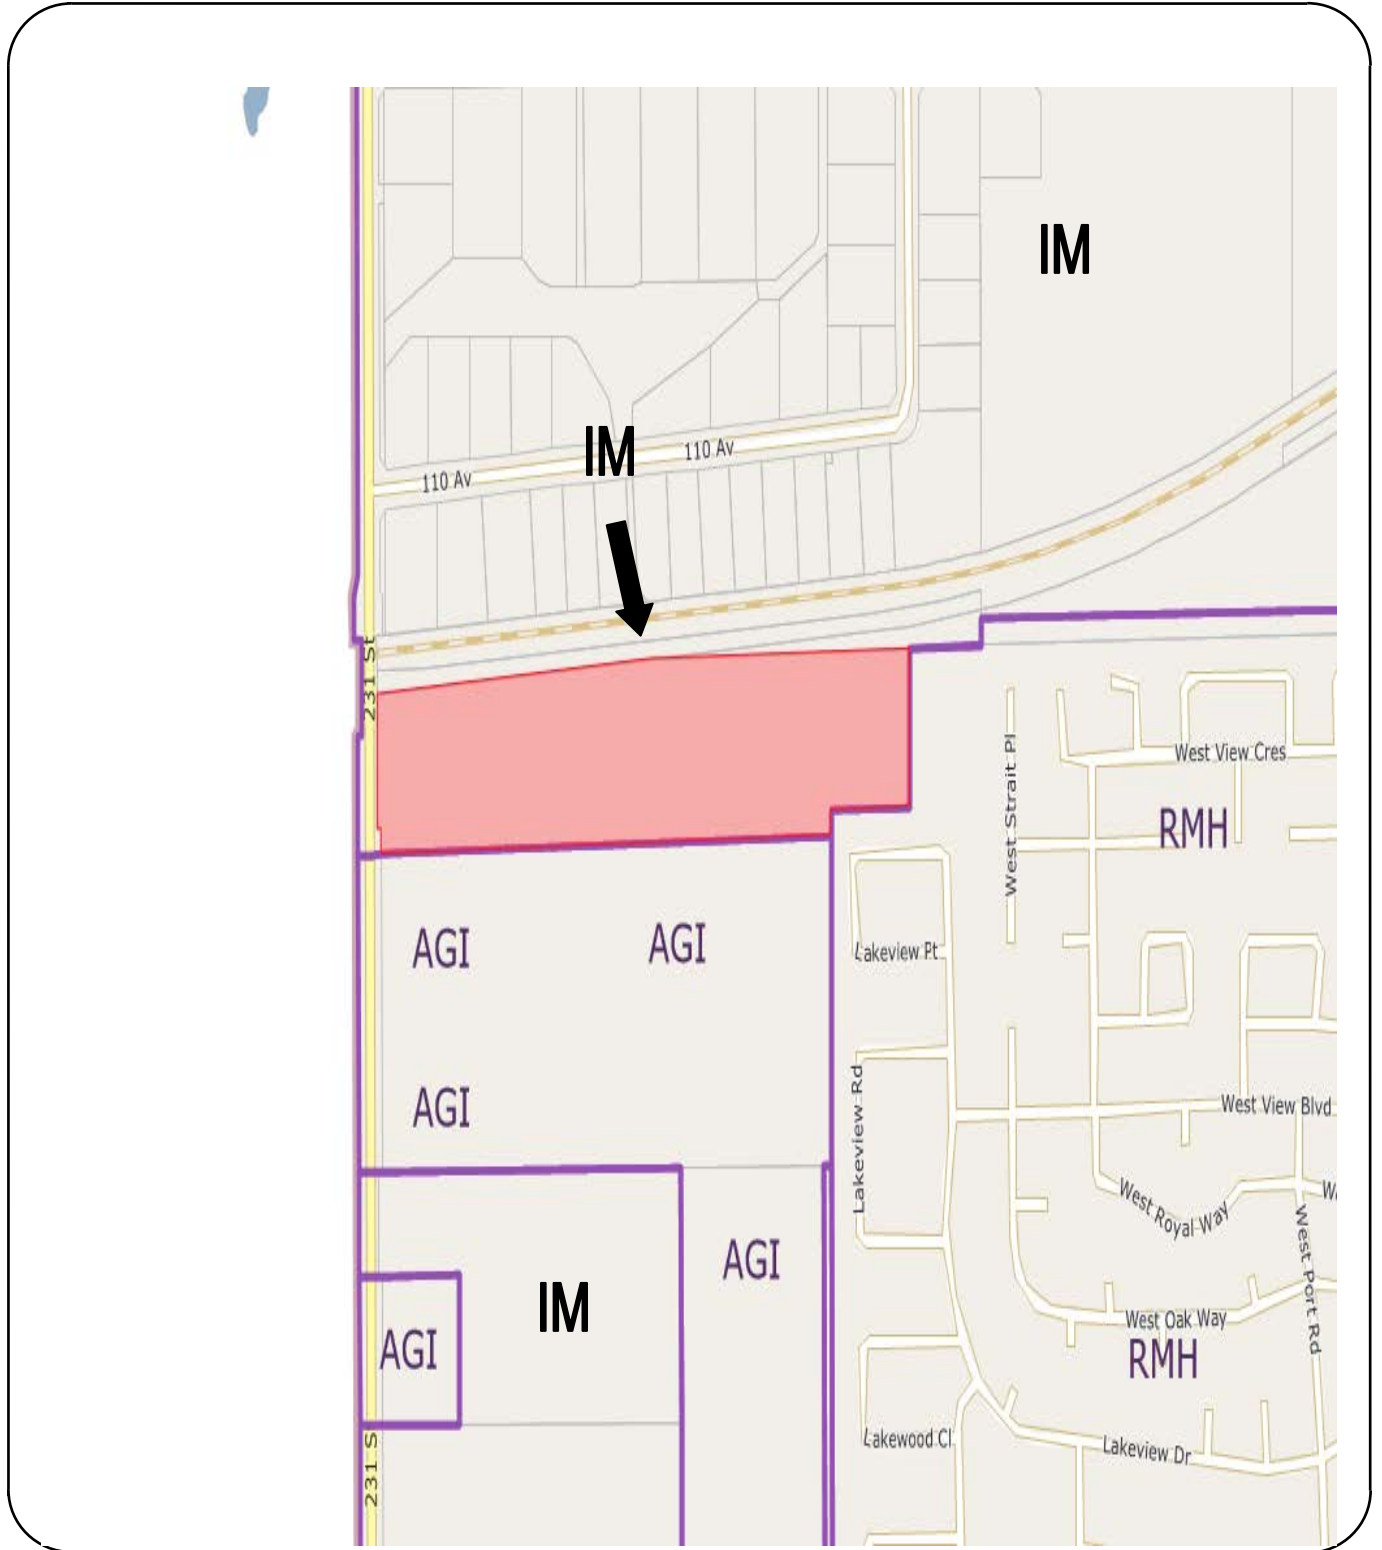 IM
IM
110 Av
110 Av
231 St
West View Cres
West Strait Pl
RMH
AGI
AGI
Lakeview Pt
AGI
Lakeview Rd
West View Blvd
West Royal Way
W
West Port Rd
AGI
IM
West Oak Way
AGI
RMH
Lakewood Cl
Lakeview Dr
231 S